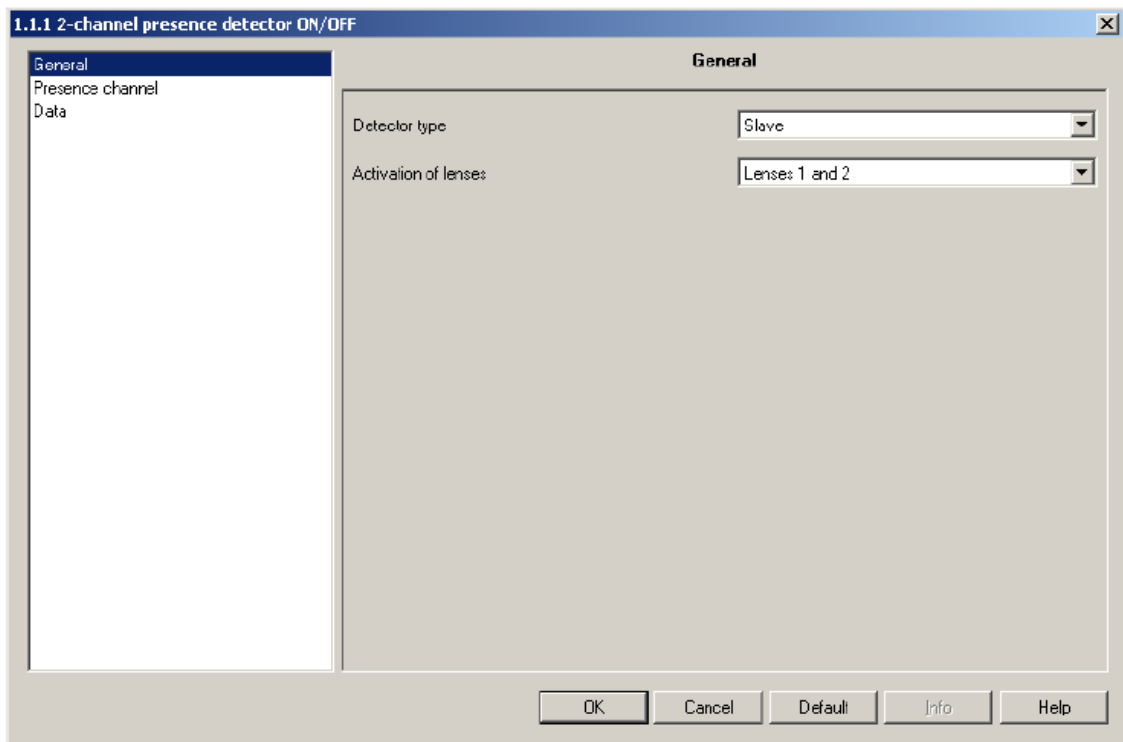 1.1.1 2-channel presence detector ON/OFF
General
Presence channel
Data
General
Detector type
Slave
Activation of lenses
Lenses 1 and 2
OK
Cancel
Default
Info
Help